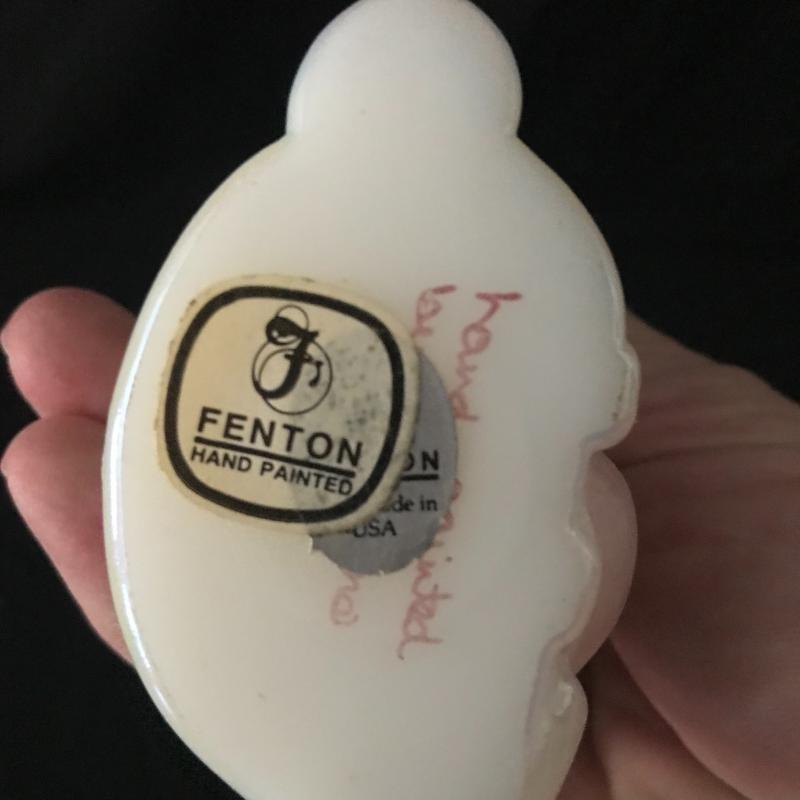 F
FENTON
HAND PAINTED
ON
de in
USA
hand painted